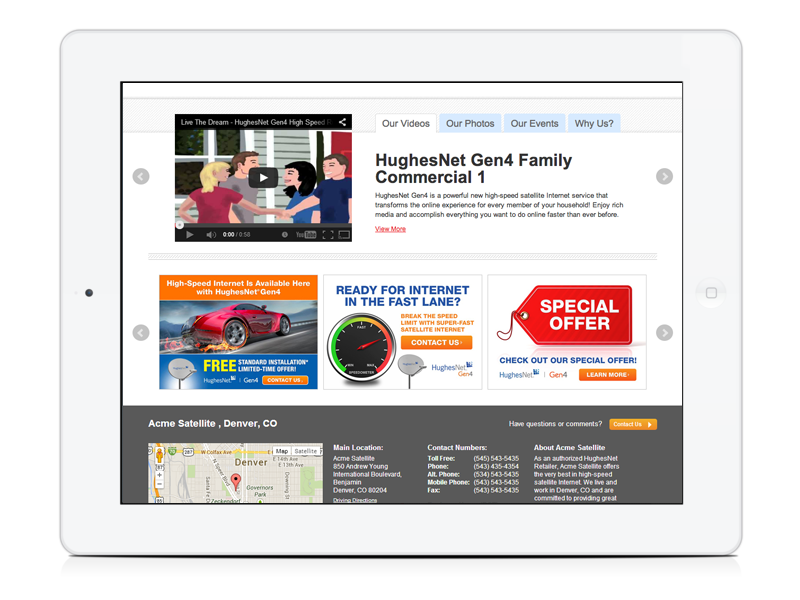 Live The Dream - HughesNet Gen4 High Speed
0:00 / 0:58
YouTube
Our Videos
Our Photos
Our Events
Why Us?
HughesNet Gen4 Family
Commercial 1
HughesNet Gen4 is a powerful new high-speed satellite Internet service that
transforms the online experience for every member of your household! Enjoy rich
media and accomplish everything you want to do online faster than ever before.
View More
High-Speed Internet Is Available Here
with HughesNet® Gen4
FREE STANDARD INSTALLATION*
LIMITED-TIME OFFER!
HughesNet | Gen4
CONTACT US
READY FOR INTERNET
IN THE FAST LANE?
BREAK THE SPEED
LIMIT WITH SUPER-FAST
SATELLITE INTERNET
CONTACT US
FAST
MIN
MAX
SPEEDOMETER
HughesNet
Gen4
SPECIAL
OFFER
CHECK OUT OUR SPECIAL OFFER!
HughesNet | Gen4
LEARN MORE
Acme Satellite , Denver, CO
Have questions or comments?
Contact Us
287
W Colfax Ave
Map
Satellite
E 14th Ave
E 13th Ave
Denver
Governors
Park
Zeckendorf
Main Location:
Acme Satellite
850 Andrew Young
International Boulevard,
Benjamin
Denver, CO 80204
Driving Directions
Contact Numbers:
Toll Free: (545) 543-5435
Phone: (543) 435-4354
Alt. Phone: (534) 543-5435
Mobile Phone: (543) 543-5435
Fax: (543) 543-5435
About Acme Satellite
As an authorized HughesNet
Retailer, Acme Satellite offers
the very best in high-speed
satellite Internet. We live and
work in Denver, CO and are
committed to providing great